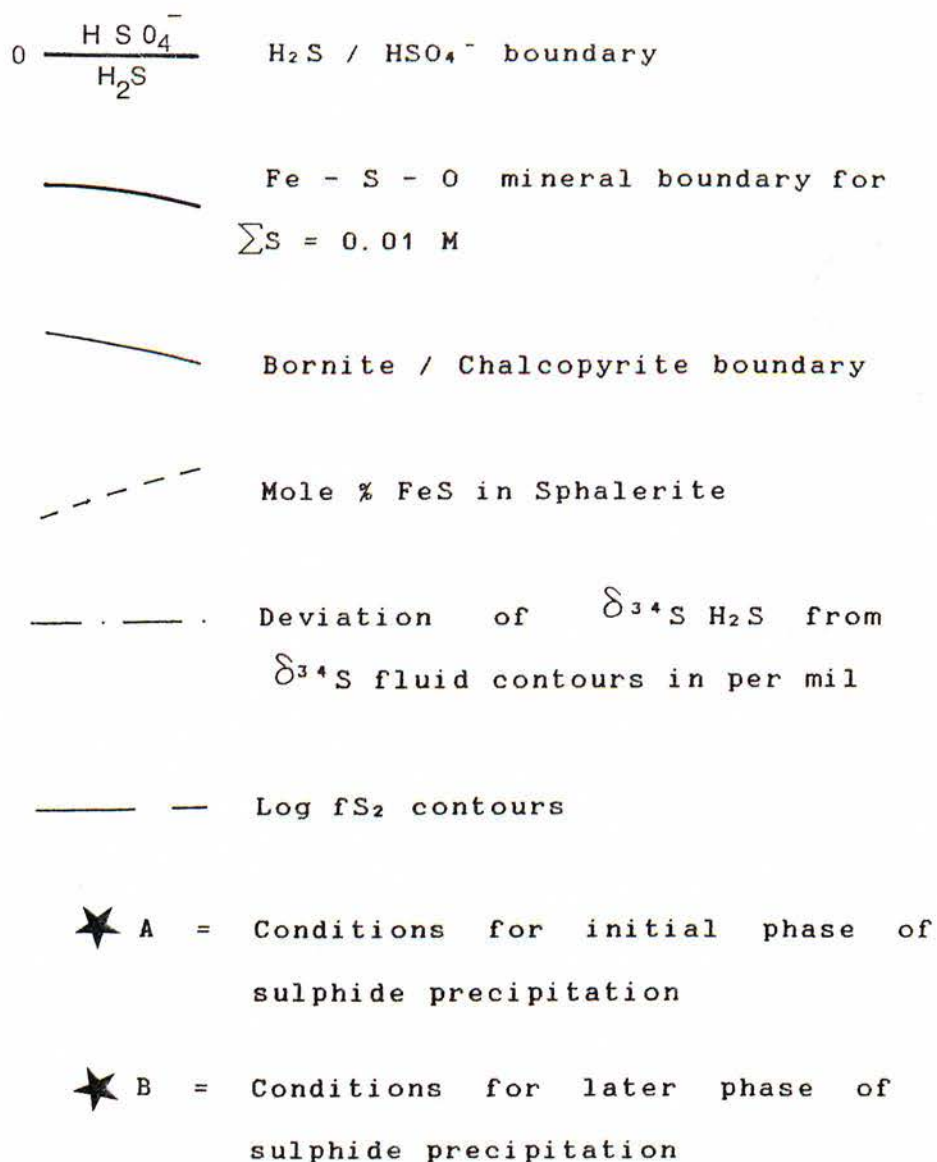 0 H SO₄⁻ H₂S / HSO₄⁻ boundary
H₂S
Fe - S - O mineral boundary for
∑S = 0.01 M
Bornite / Chalcopyrite boundary
Mole % FeS in Sphalerite
Deviation of δ³⁴S H₂S from
δ³⁴S fluid contours in per mil
Log fS₂ contours
A = Conditions for initial phase of
sulphide precipitation
B = Conditions for later phase of
sulphide precipitation